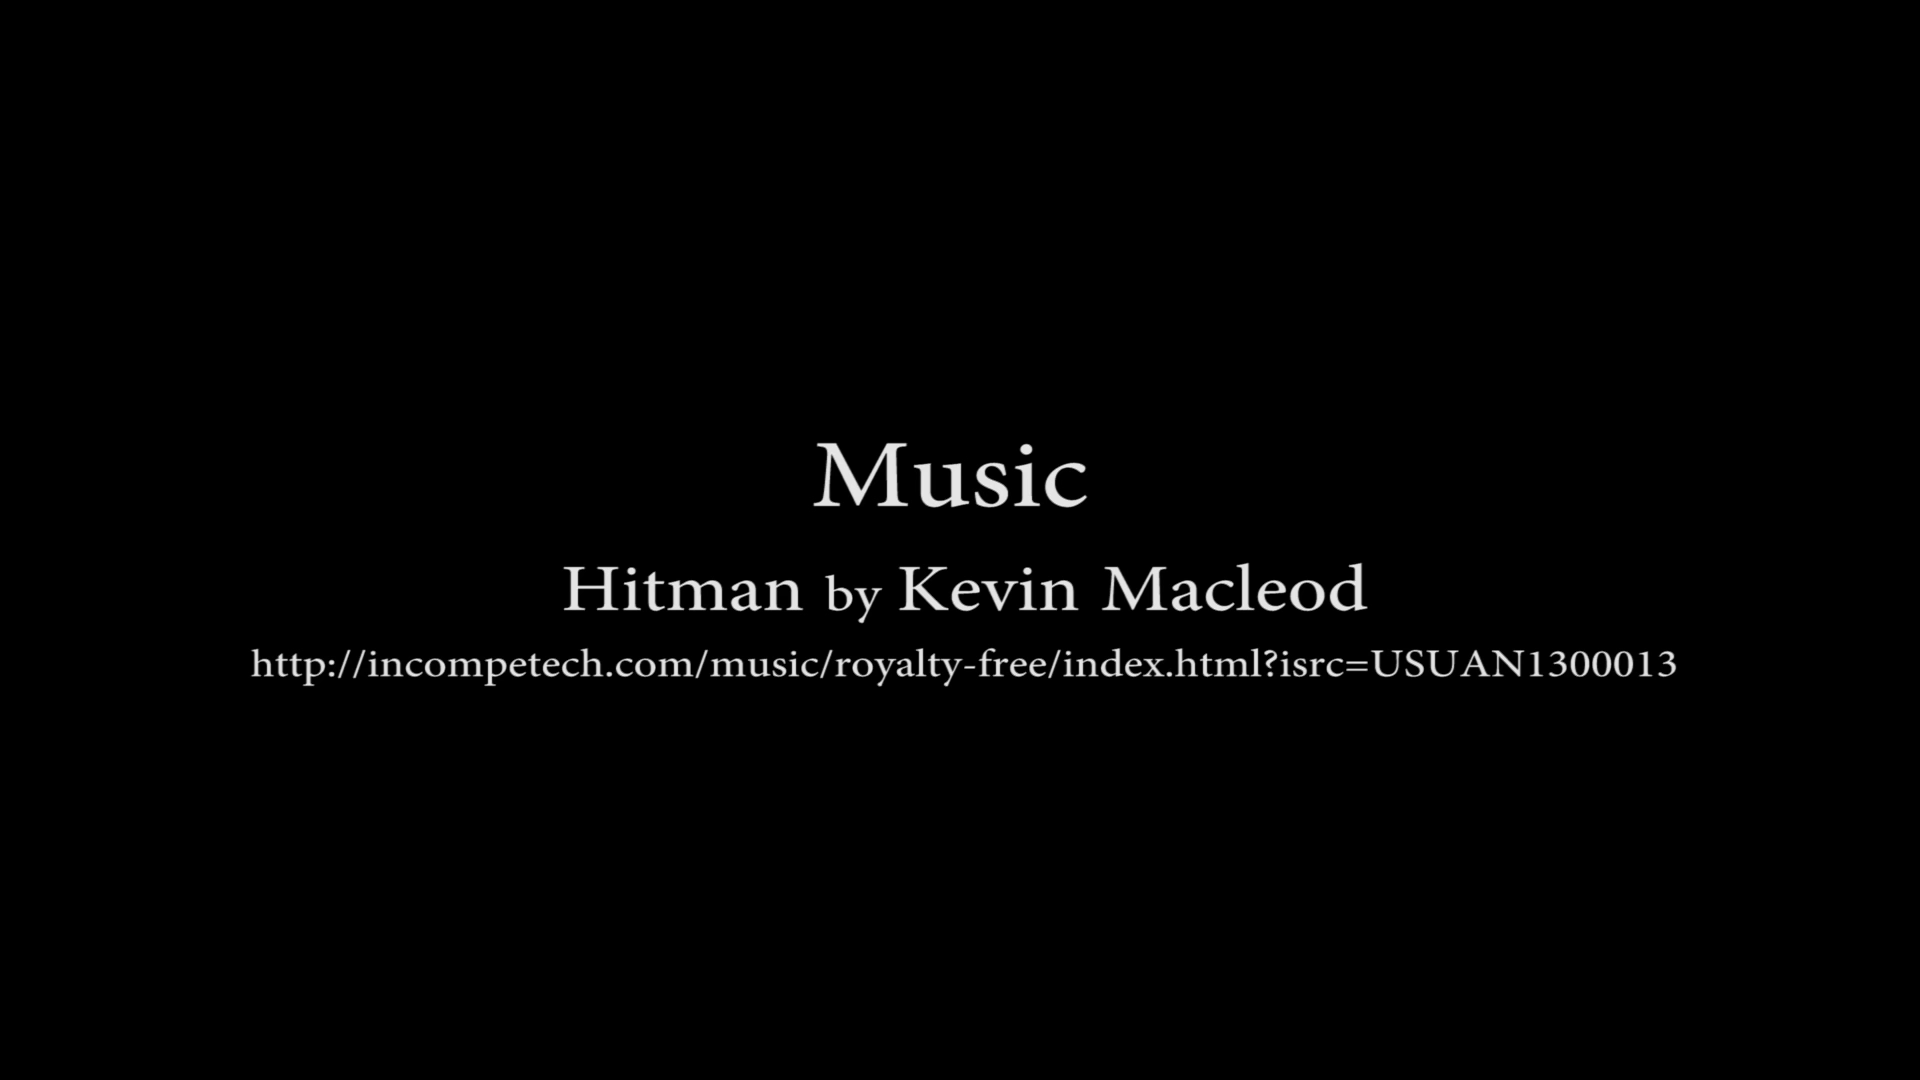 Music
Hitman by Kevin Macleod
http://incompetech.com/music/royalty-free/index.html?isrc=USUAN1300013